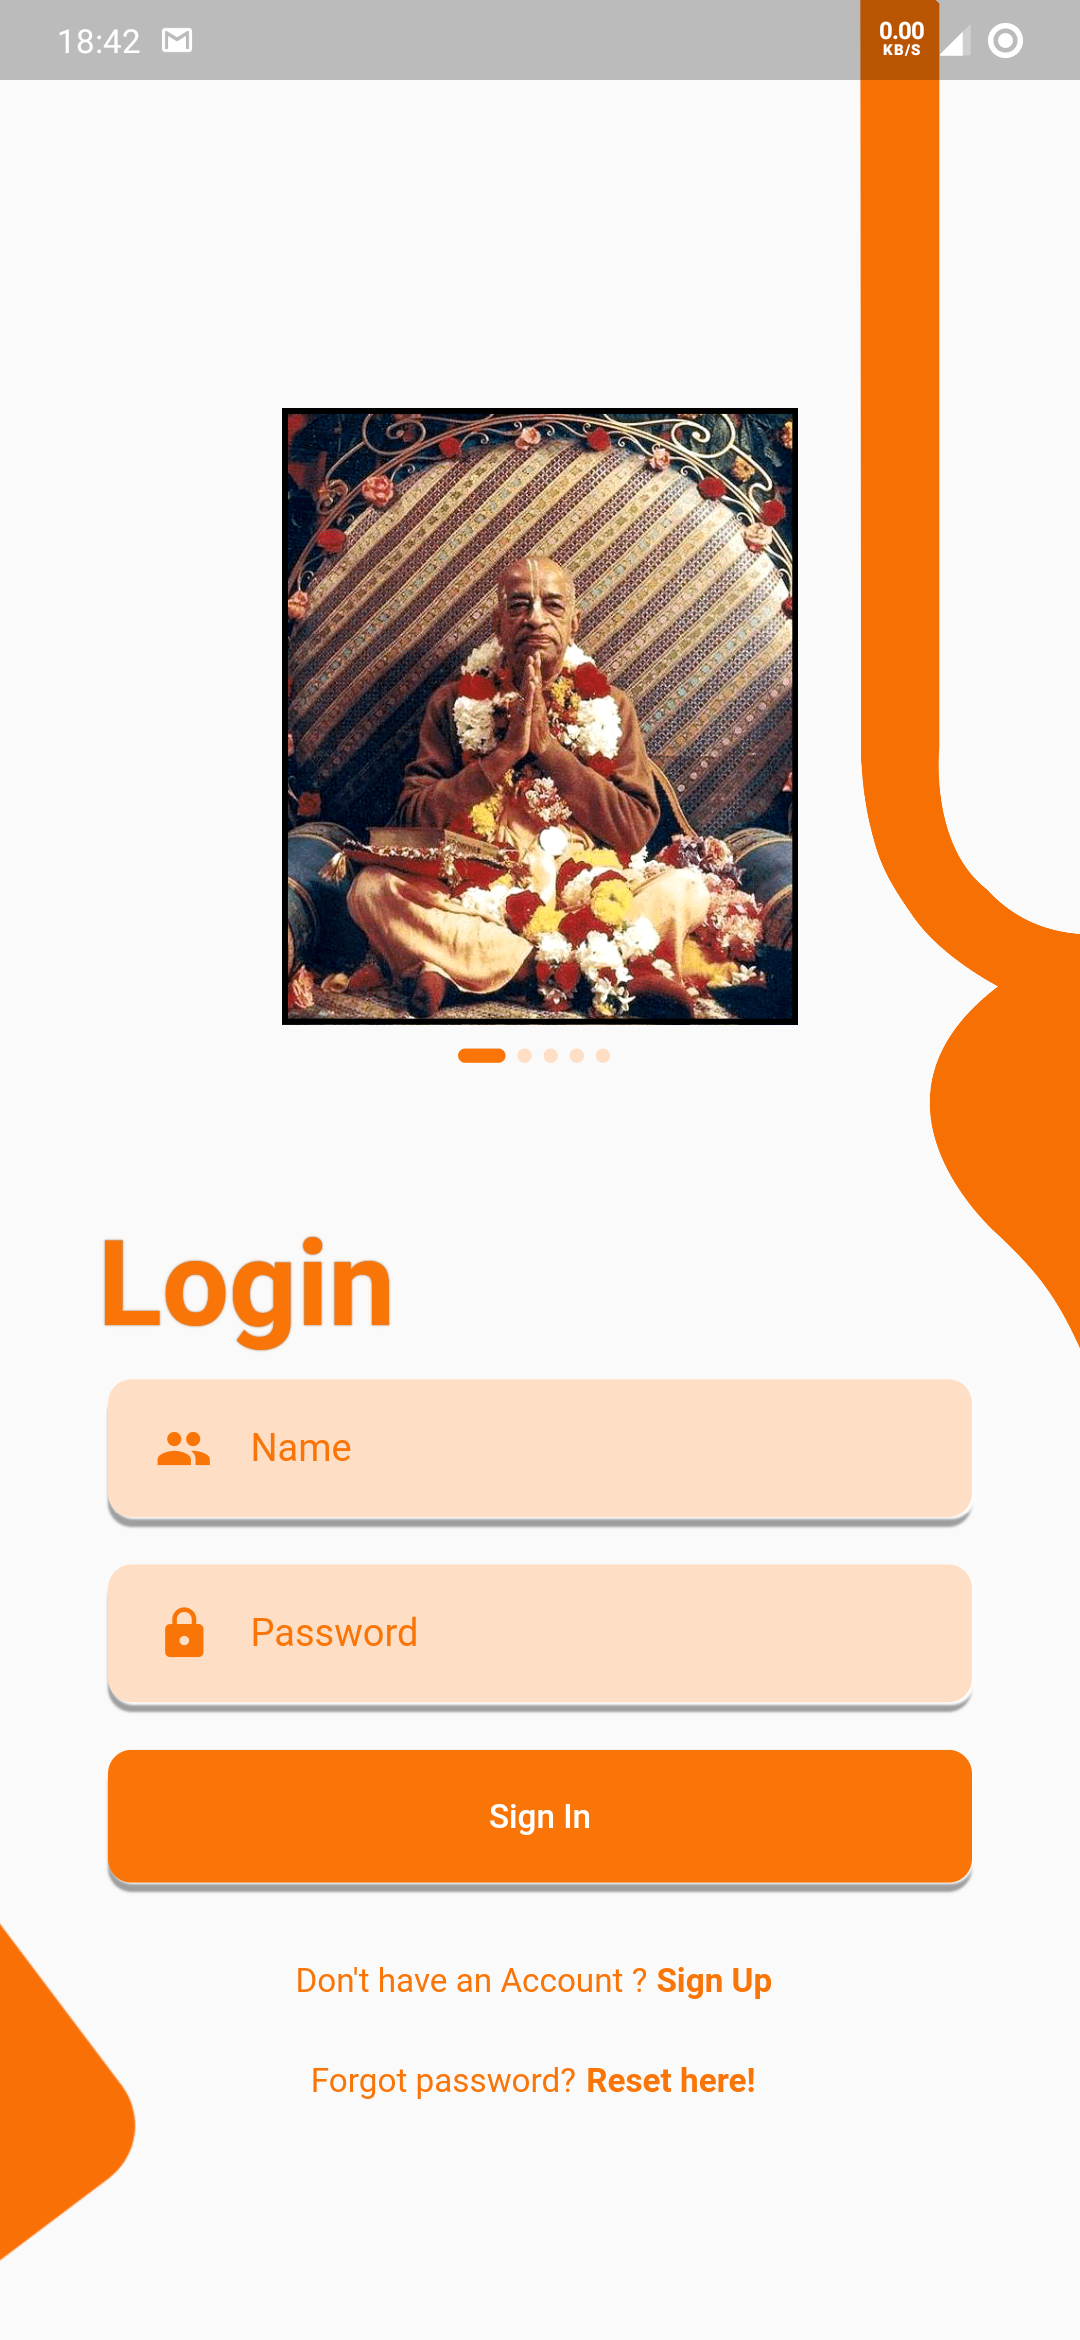 18:42
0.00
KB/S
Login
Name
Password
Sign In
Don't have an Account ? Sign Up
Forgot password? Reset here!